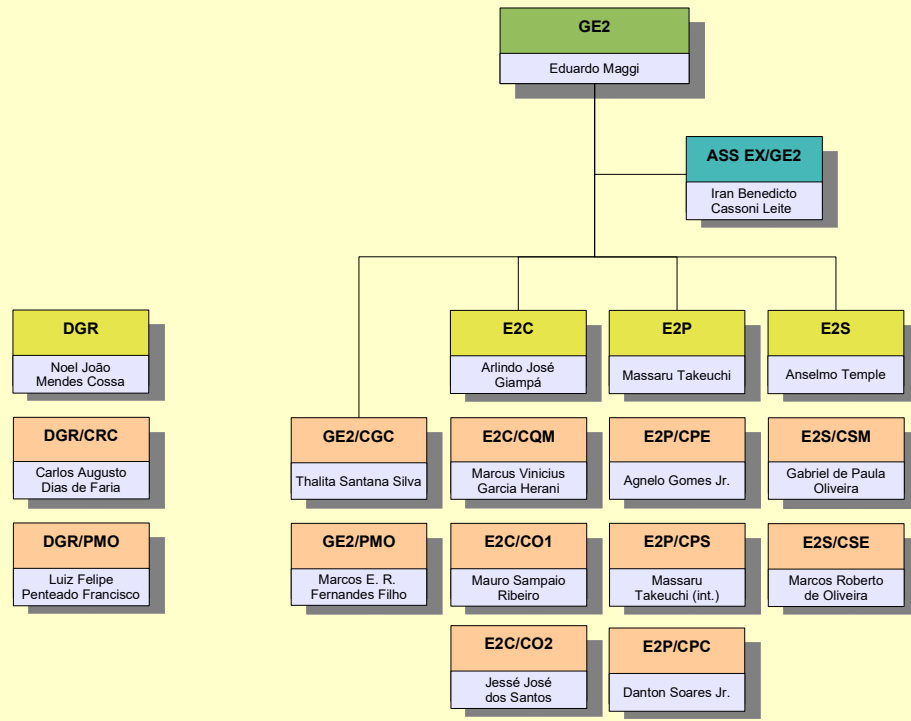 GE2
Eduardo Maggi
ASS EX/GE2
Iran Benedicto
Cassoni Leite
DGR
Noel João
Mendes Cossa
E2C
Arlindo José
Giampá
E2P
Massaru Takeuchi
E2S
Anselmo Temple
DGR/CRC
Carlos Augusto
Dias de Faria
GE2/CGC
Thalita Santana Silva
E2C/CQM
Marcus Vinicius
Garcia Herani
E2P/CPE
Agnelo Gomes Jr.
E2S/CSM
Gabriel de Paula
Oliveira
DGR/PMO
Luiz Felipe
Penteado Francisco
GE2/PMO
Marcos E. R.
Fernandes Filho
E2C/CO1
Mauro Sampaio
Ribeiro
E2P/CPS
Massaru
Takeuchi (int.)
E2S/CSE
Marcos Roberto
de Oliveira
E2C/CO2
Jessé José
dos Santos
E2P/CPC
Danton Soares Jr.